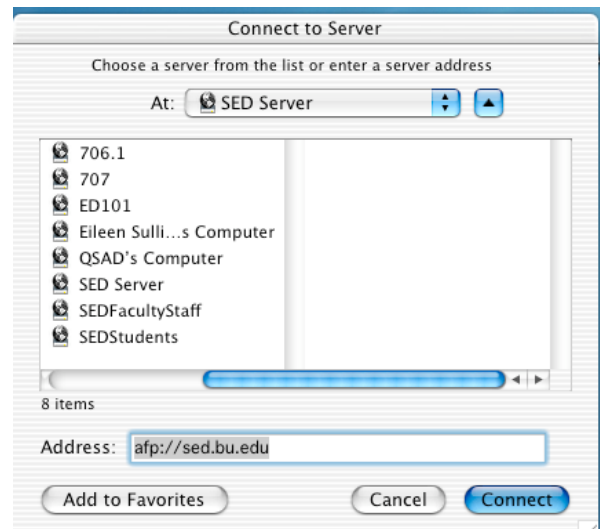 Connect to Server
Choose a server from the list or enter a server address
At: SED Server
706.1
707
ED101
Eileen Sulli...s Computer
QSAD's Computer
SED Server
SEDFacultyStaff
SEDStudents
8 items
Address: afp://sed.bu.edu
Add to Favorites Cancel Connect